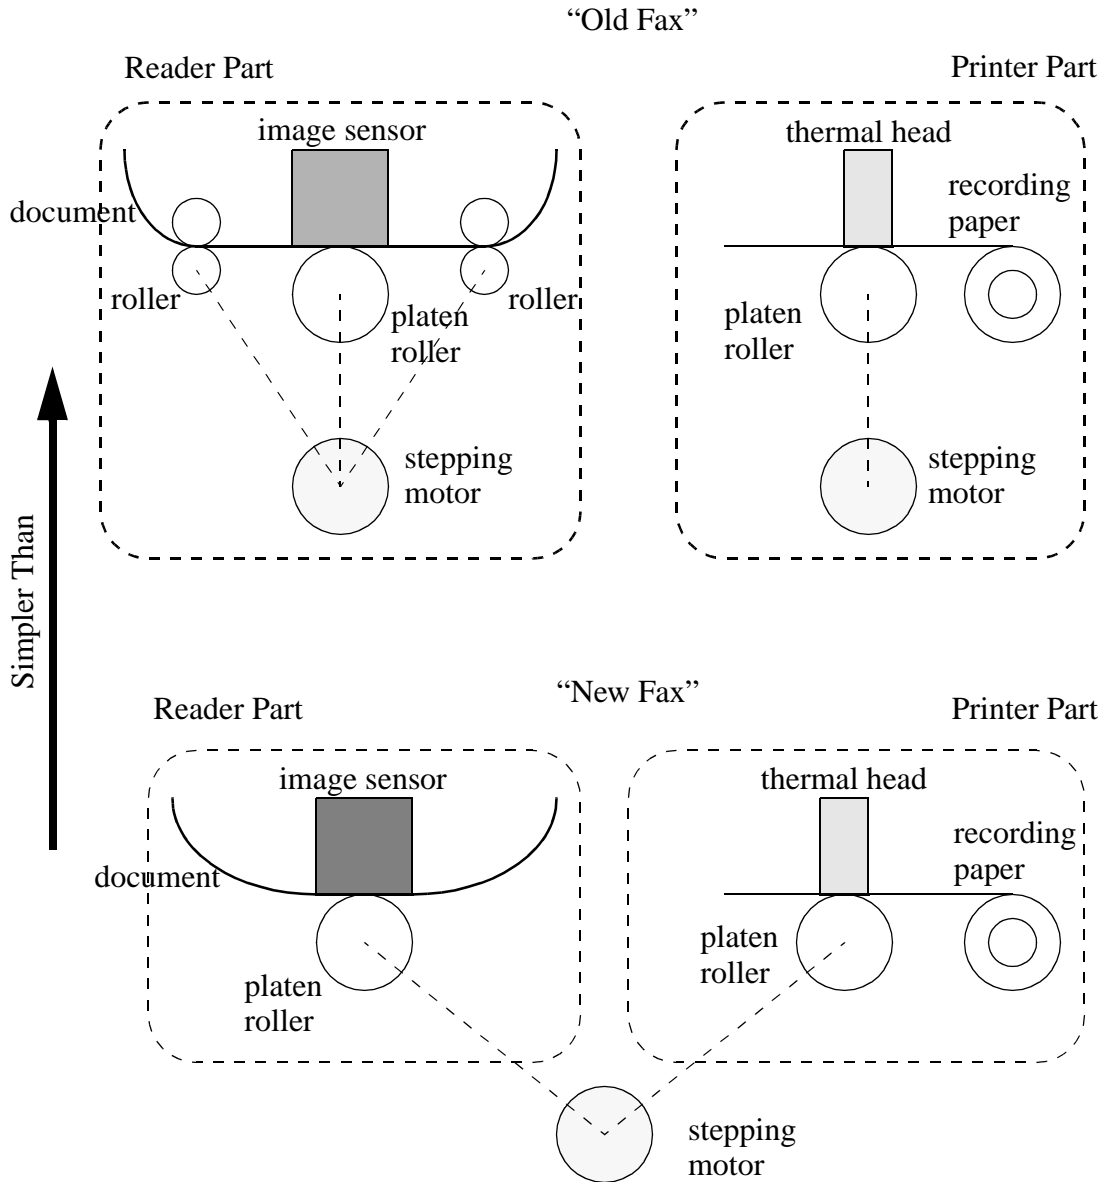 “Old Fax”
Reader Part
Printer Part
image sensor
thermal head
document
recording
paper
roller
platen
roller
roller
platen
roller
stepping
motor
stepping
motor
Simpler Than
“New Fax”
Reader Part
Printer Part
image sensor
thermal head
document
recording
paper
platen
roller
platen
roller
stepping
motor